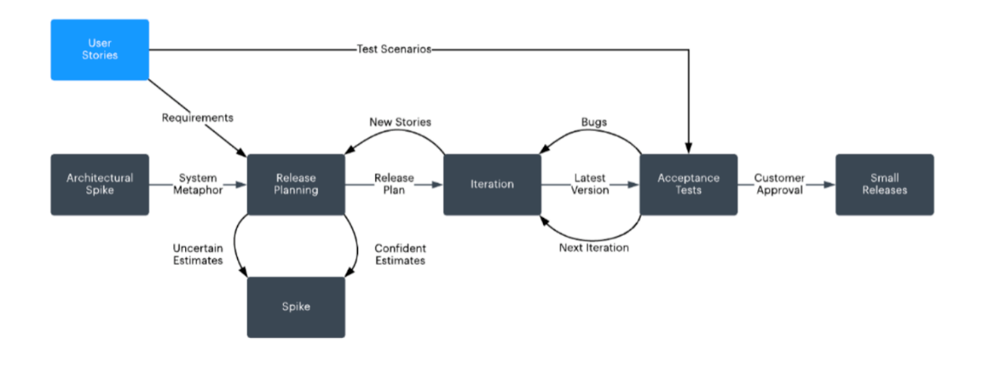 User
Stories
Test Scenarios
Requirements
New Stories
Bugs
Architectural
Spike
System
Metaphor
Release
Planning
Release
Plan
Iteration
Latest
Version
Acceptance
Tests
Customer
Approval
Small
Releases
Uncertain
Estimates
Confident
Estimates
Next Iteration
Spike